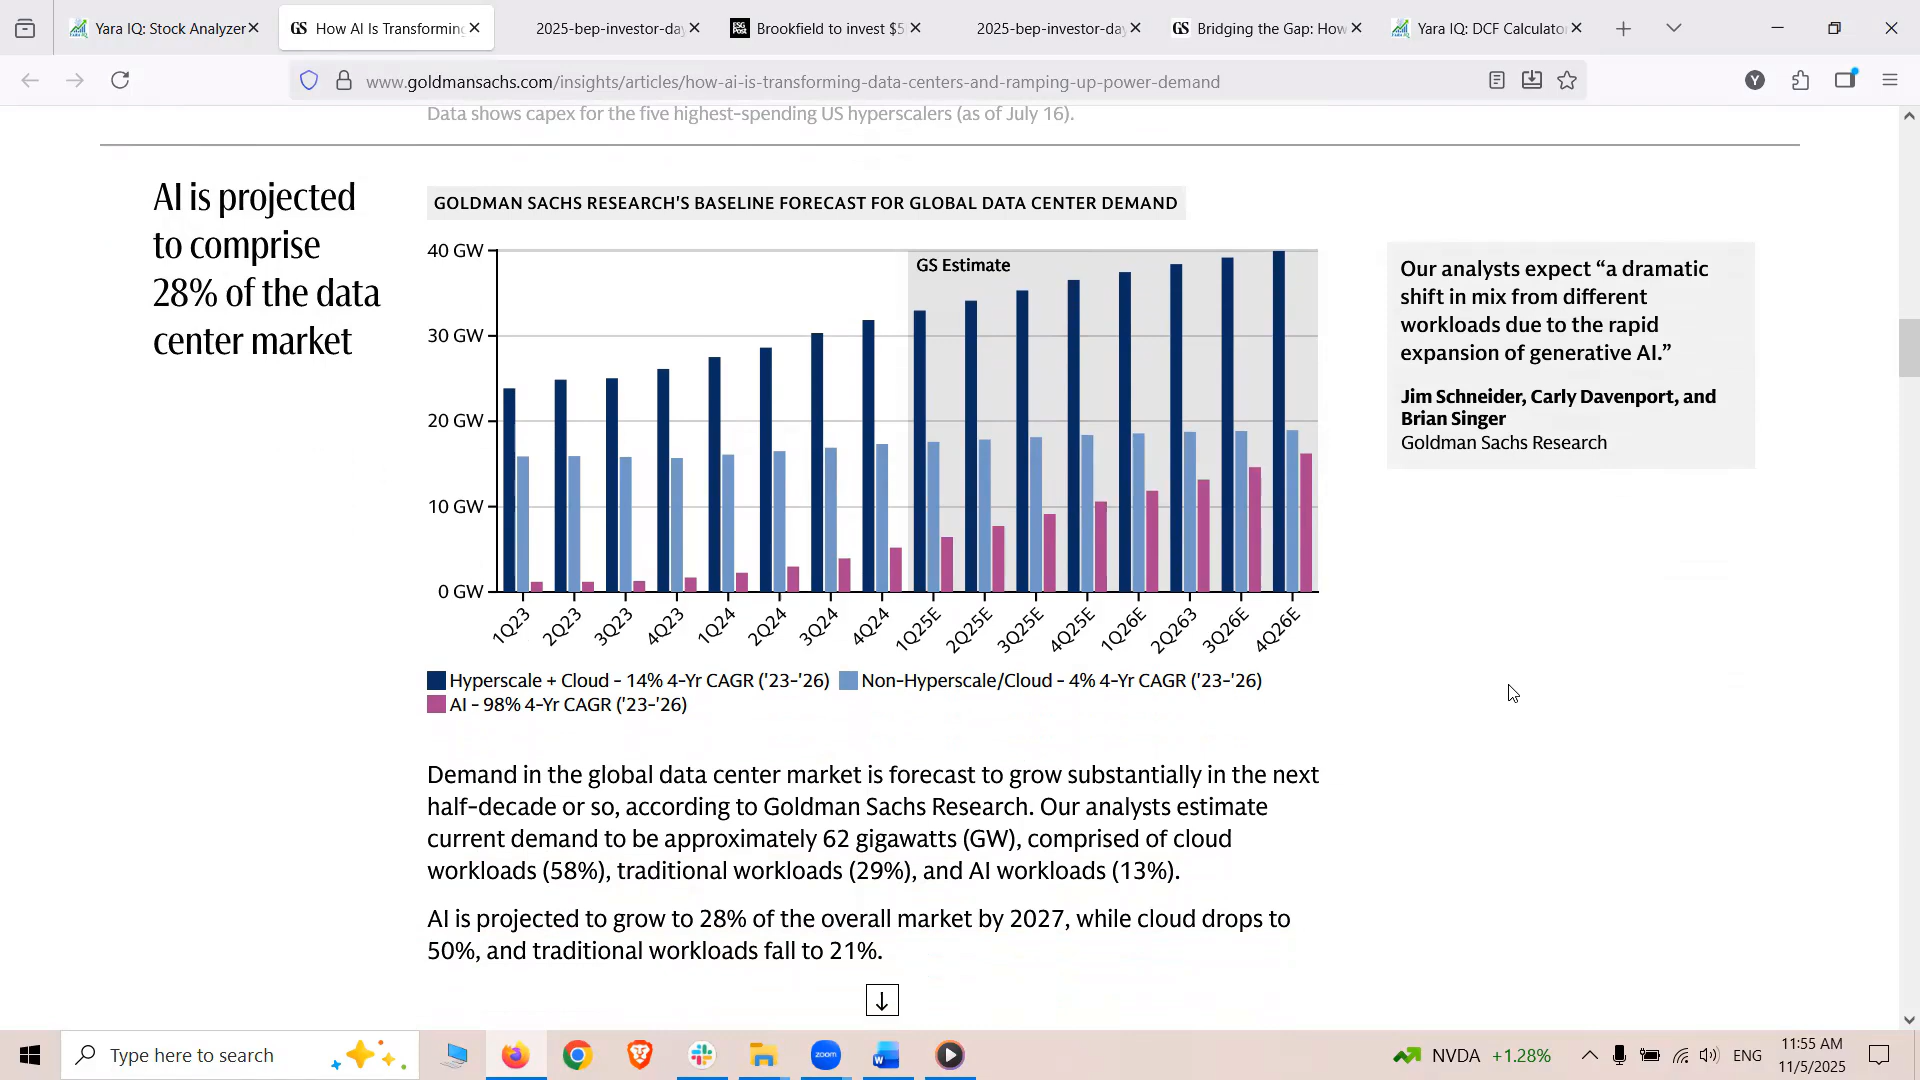 Yara IQ: Stock Analyzer
GS How AI Is Transforming
2025-bep-investor-day
ESG Post Brookfield to invest $5
2025-bep-investor-day
GS Bridging the Gap: How
Yara IQ: DCF Calculator
www.goldmansachs.com/insights/articles/how-ai-is-transforming-data-centers-and-ramping-up-power-demand
Y
Data shows capex for the five highest-spending US hyperscalers (as of July 16).
AI is projected
to comprise
28% of the data
center market
GOLDMAN SACHS RESEARCH'S BASELINE FORECAST FOR GLOBAL DATA CENTER DEMAND
40 GW
30 GW
20 GW
10 GW
0 GW
GS Estimate
1Q23
2Q23
3Q23
4Q23
1Q24
2Q24
3Q24
4Q24
1Q25E
2Q25E
3Q25E
4Q25E
1Q26E
2Q263
3Q26E
4Q26E
Hyperscale + Cloud - 14% 4-Yr CAGR ('23-'26) Non-Hyperscale/Cloud - 4% 4-Yr CAGR ('23-'26)
AI - 98% 4-Yr CAGR ('23-'26)
Our analysts expect “a dramatic
shift in mix from different
workloads due to the rapid
expansion of generative AI.”
Jim Schneider, Carly Davenport, and
Brian Singer
Goldman Sachs Research
Demand in the global data center market is forecast to grow substantially in the next
half-decade or so, according to Goldman Sachs Research. Our analysts estimate
current demand to be approximately 62 gigawatts (GW), comprised of cloud
workloads (58%), traditional workloads (29%), and AI workloads (13%).
AI is projected to grow to 28% of the overall market by 2027, while cloud drops to
50%, and traditional workloads fall to 21%.
Type here to search
zoom
W
NVDA +1.28%
ENG
11:55 AM
11/5/2025